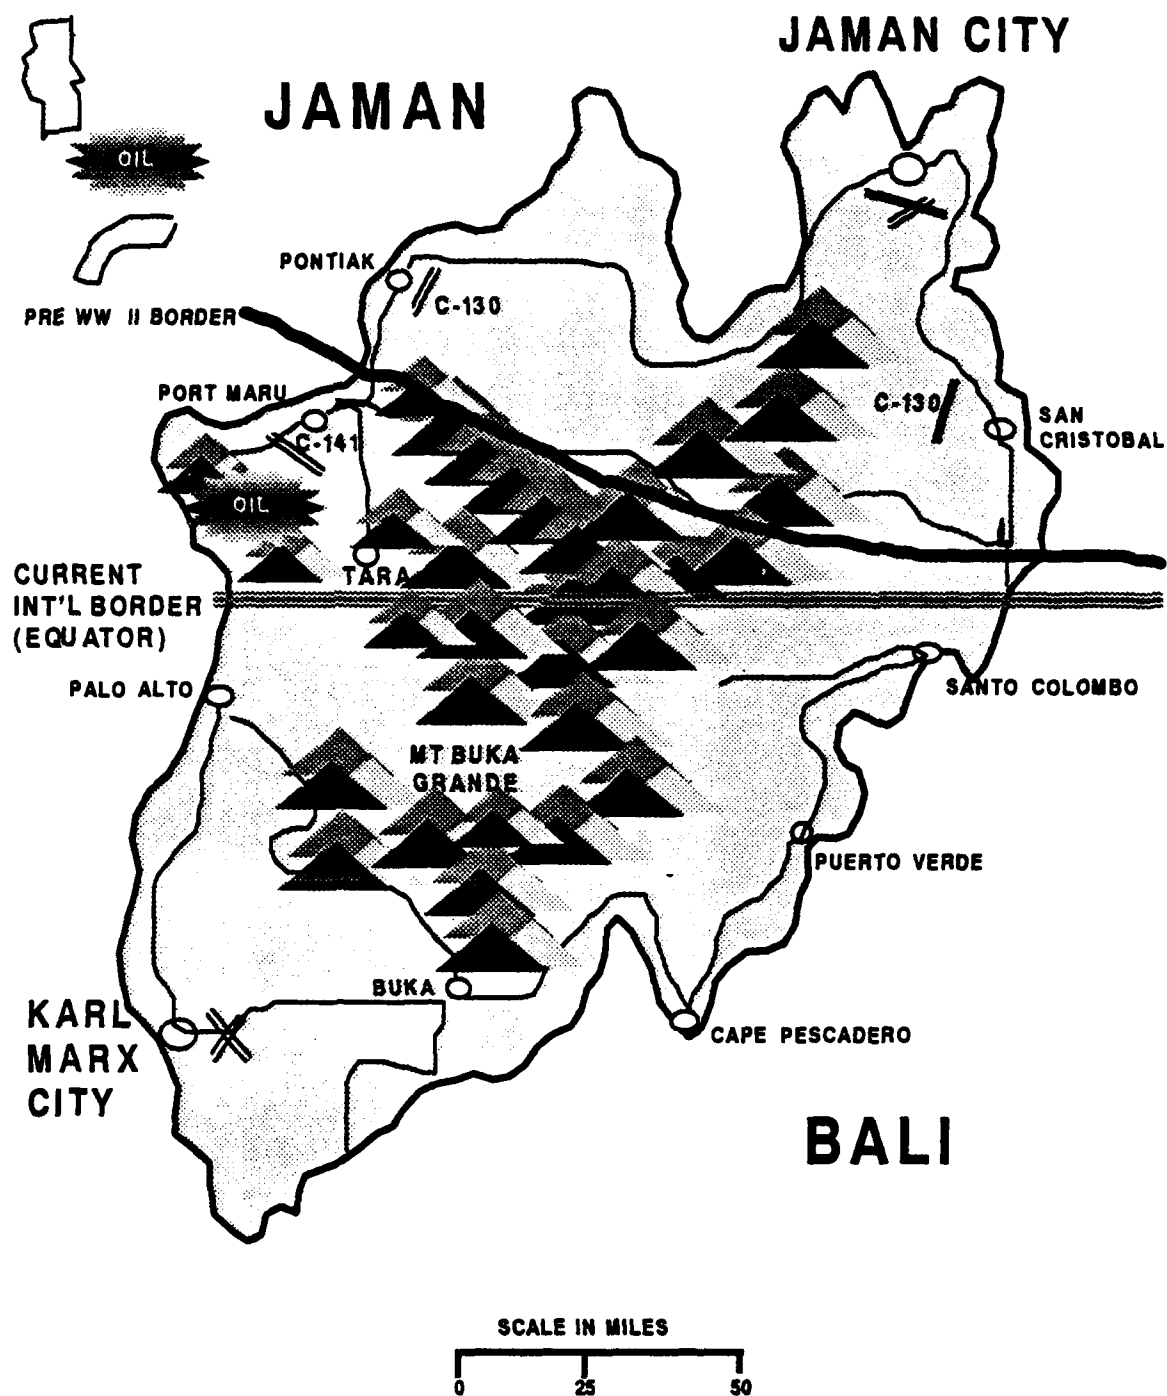 JAMAN CITY
JAMAN
OIL
PONTIAK
C-130
PRE WW II BORDER
PORT MARU
C-141
C-130
SAN
CRISTOBAL
OIL
TARA
CURRENT
INT'L BORDER
(EQUATOR)
PALO ALTO
SANTO COLOMBO
MT BUKA
GRANDE
PUERTO VERDE
BUKA
KARL
MARX
CITY
CAPE PESCADERO
BALI
SCALE IN MILES
0 25 50